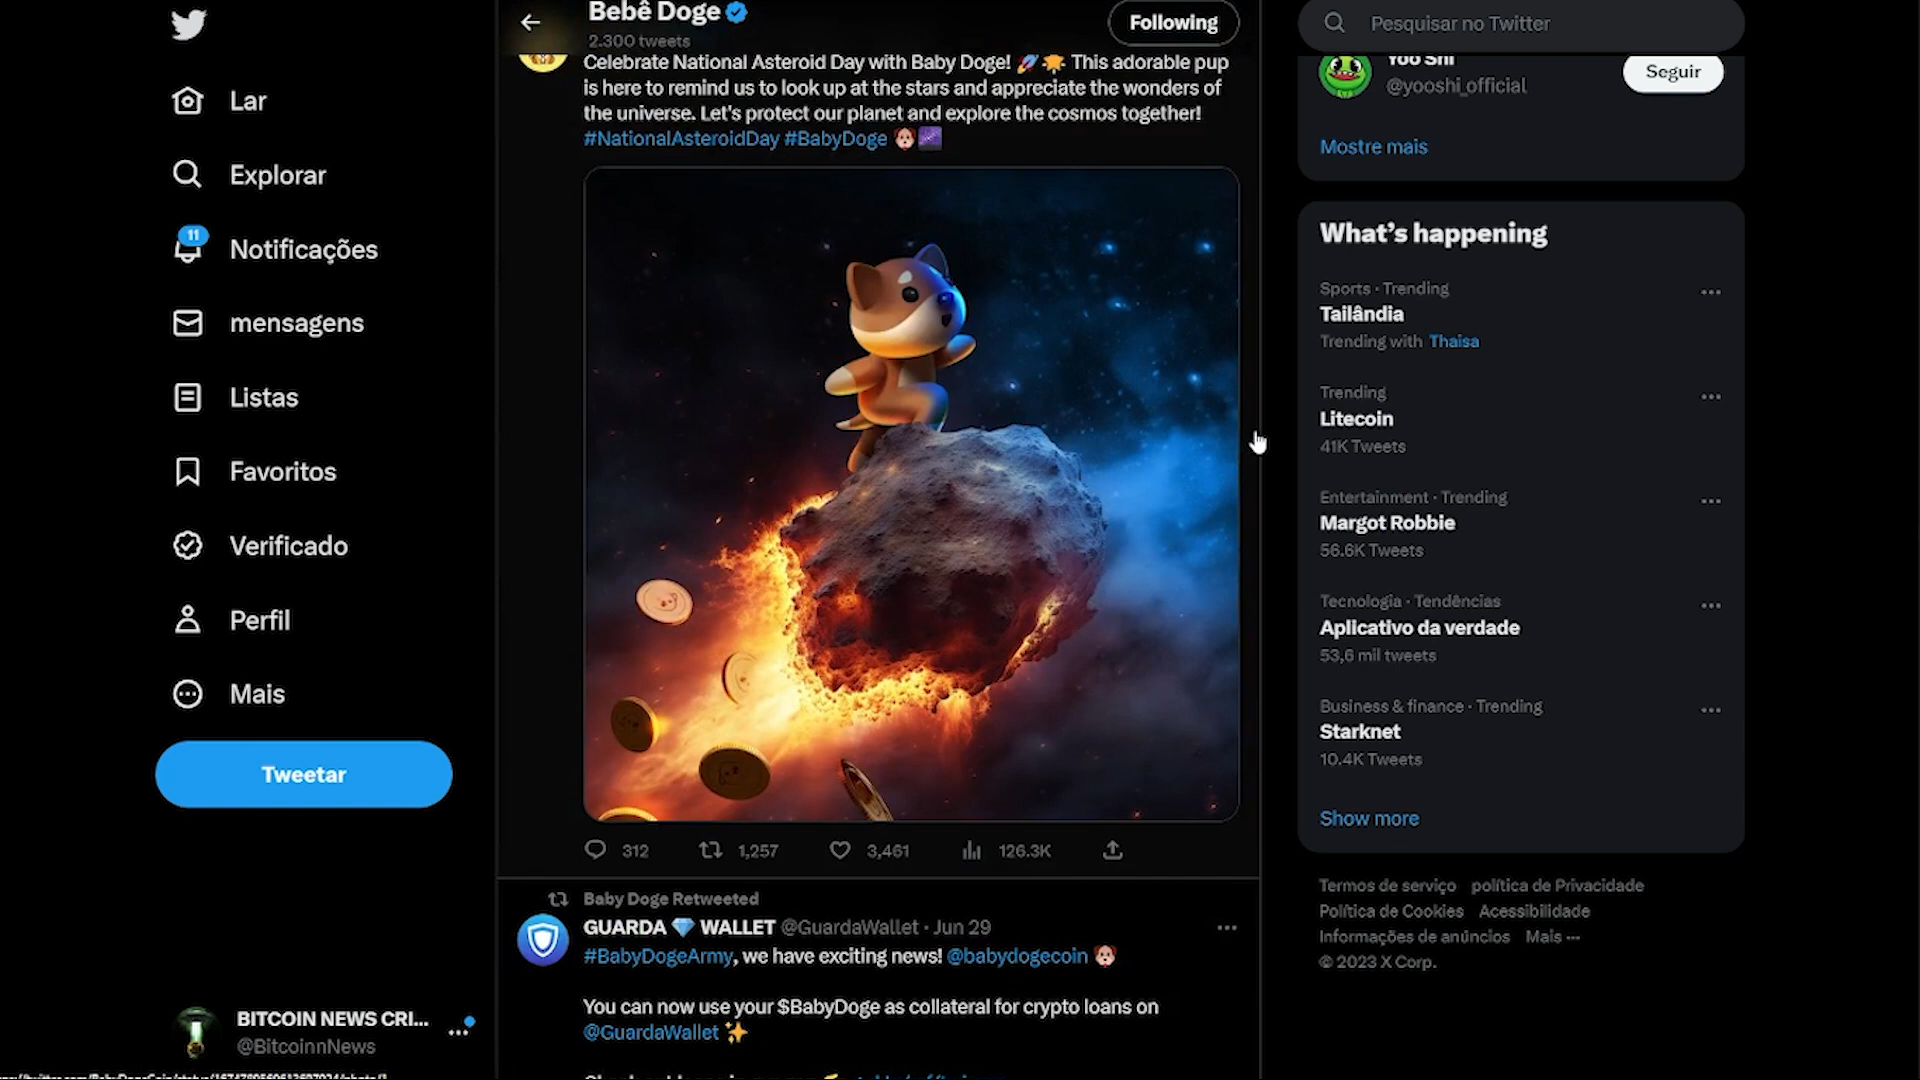 Lar
Explorar
11
Notificações
mensagens
Listas
Favoritos
Verificado
Perfil
Mais
Tweetar
BITCOIN NEWS CRI...
@BitcoinnNews
Bebê Doge
2.300 tweets
Following
Celebrate National Asteroid Day with Baby Doge! 🚀🌟 This adorable pup
is here to remind us to look up at the stars and appreciate the wonders of
the universe. Let's protect our planet and explore the cosmos together!
#NationalAsteroidDay #BabyDoge 🐶🌌
312 1,257 3,461 126.3K
Baby Doge Retweeted
GUARDA 💎 WALLET @GuardaWallet · Jun 29
#BabyDogeArmy, we have exciting news! @babydogecoin 🐶
You can now use your $BabyDoge as collateral for crypto loans on
@GuardaWallet ✨
Pesquisar no Twitter
Yoo Shi
@yooshi_official
Seguir
Mostre mais
What's happening
Sports · Trending
Tailândia
Trending with Thaisa
Trending
Litecoin
41K Tweets
Entertainment · Trending
Margot Robbie
56.6K Tweets
Tecnologia · Tendências
Aplicativo da verdade
53,6 mil tweets
Business & finance · Trending
Starknet
10.4K Tweets
Show more
Termos de serviço política de Privacidade
Política de Cookies Acessibilidade
Informações de anúncios Mais ···
© 2023 X Corp.